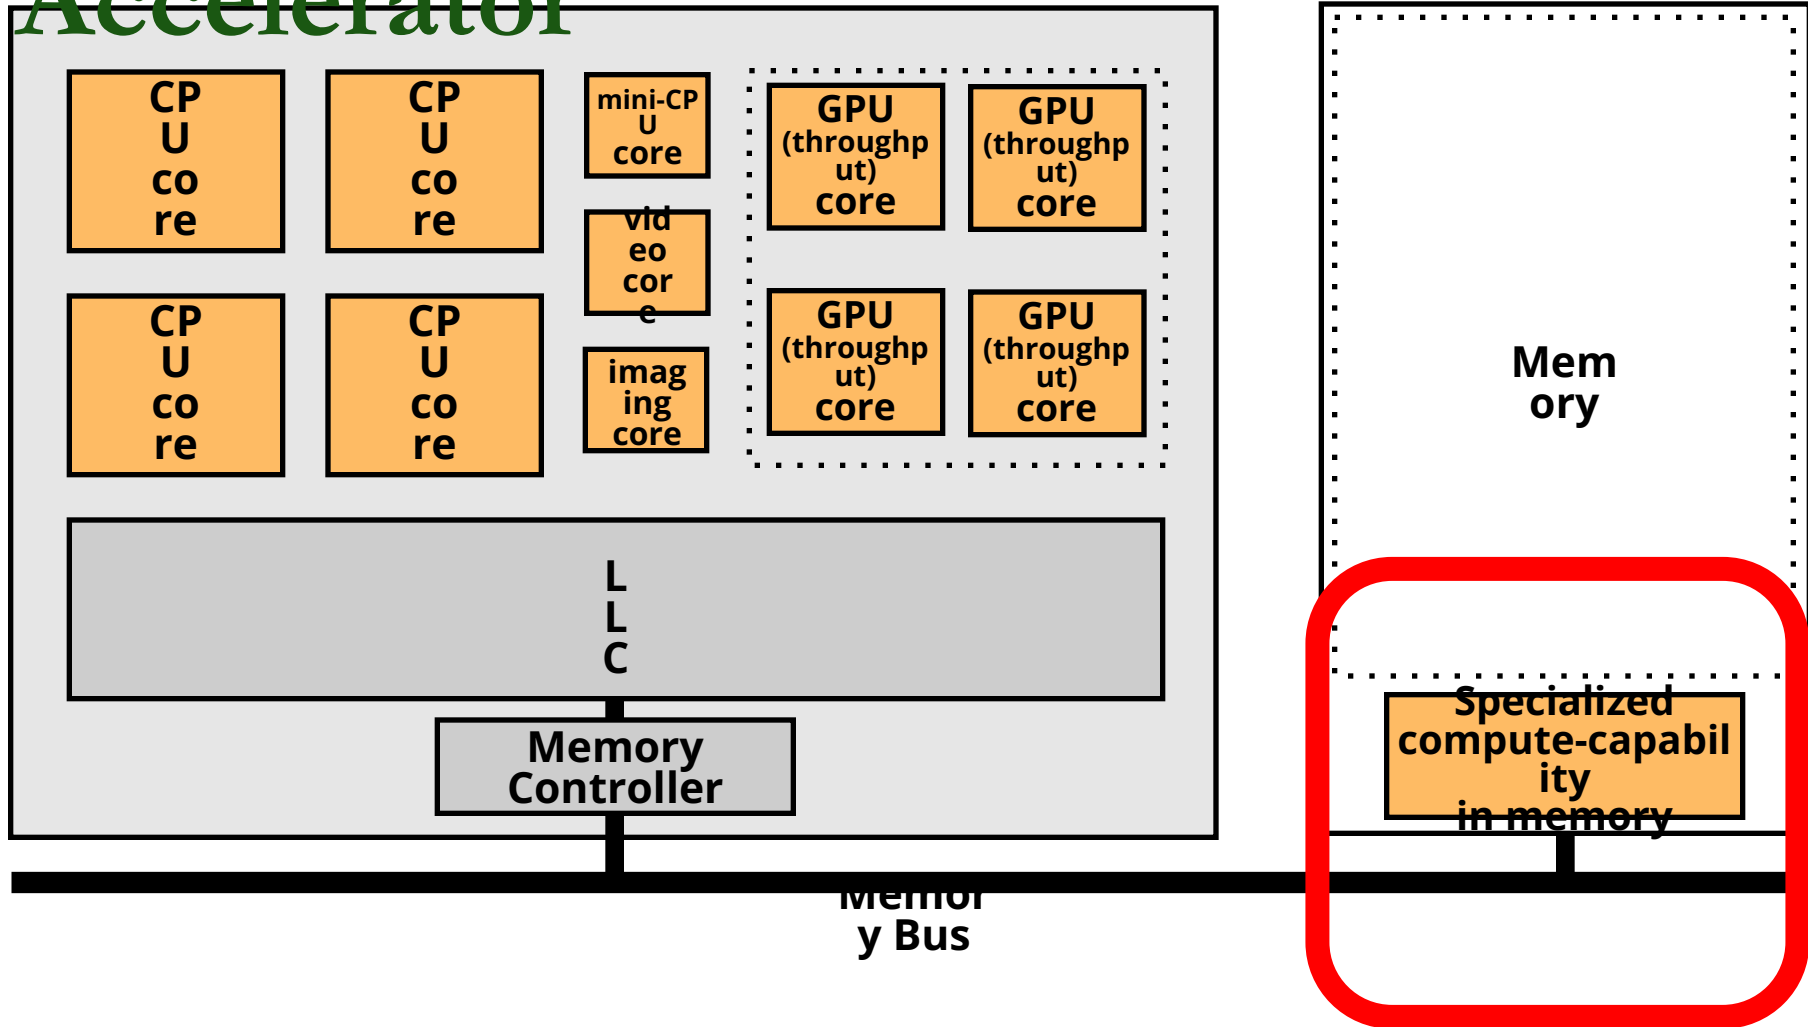 Accelerator
CP
U
co
re
CP
U
co
re
mini-CP
U
core
GPU
(throughp
ut)
core
GPU
(throughp
ut)
core
vid
eo
cor
e
CP
U
co
re
CP
U
co
re
imag
ing
core
GPU
(throughp
ut)
core
GPU
(throughp
ut)
core
Mem
ory
L
L
C
Memory
Controller
Specialized
compute-capabil
ity
in memory
Memor
y Bus